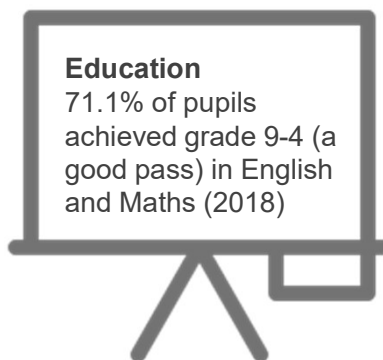 Education
71.1% of pupils
achieved grade 9-4 (a
good pass) in English
and Maths (2018)